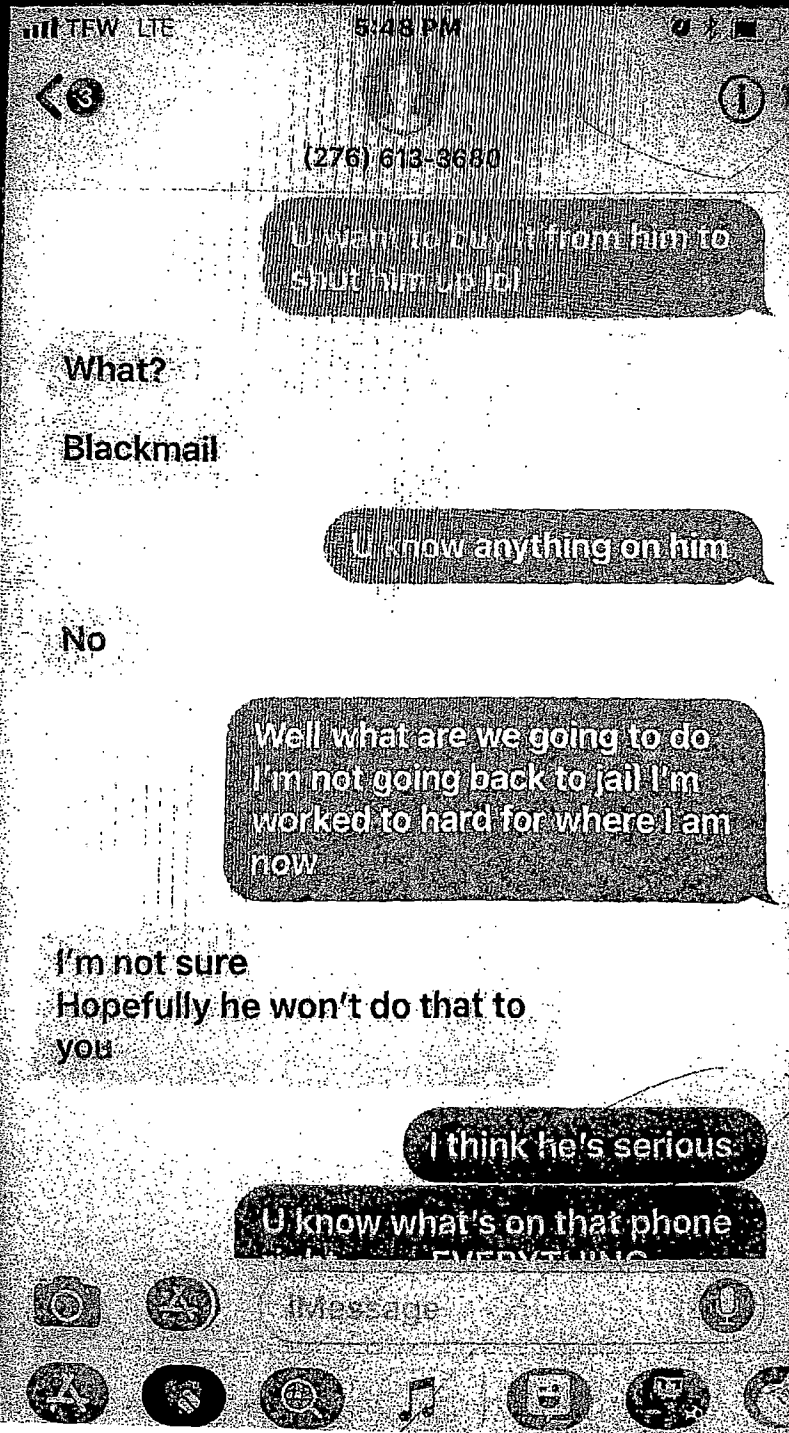 TFW LTE
5:48 PM
3
(276) 613-3680
U want to buy it from him to
shut him up lol
What?
Blackmail
U know anything on him
No
Well what are we going to do
I'm not going back to jail I'm
worked to hard for where I am
now
I'm not sure
Hopefully he won't do that to
you
I think he's serious
U know what's on that phone
EVERYTHING
iMessage